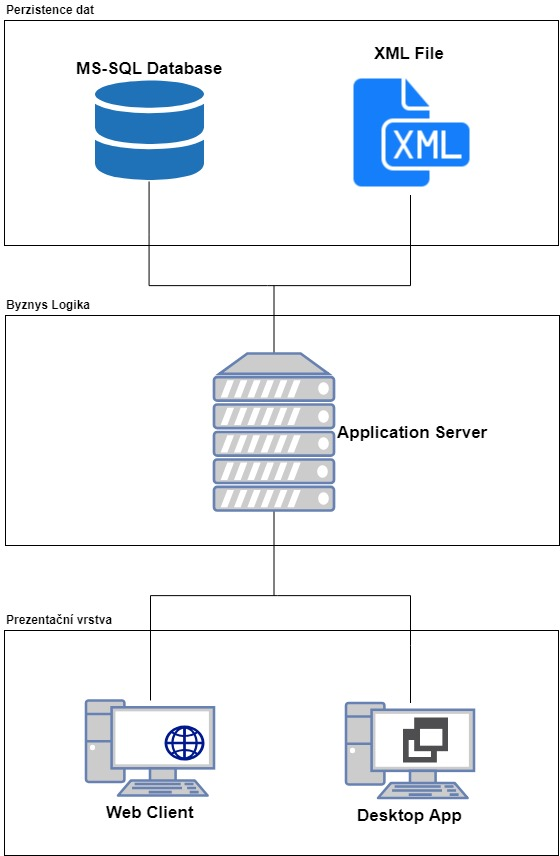 Perzistence dat
MS-SQL Database
XML File
XML
Byznys Logika
Application Server
Prezentační vrstva
Web Client
Desktop App